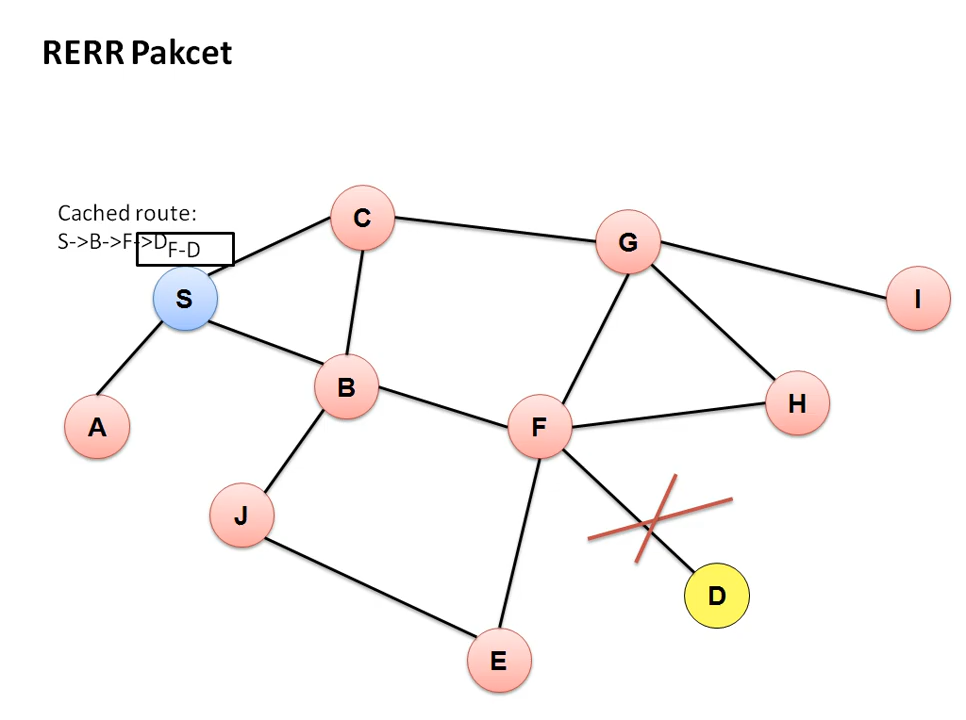 RERR Pakcet
Cached route:
S->B->F->D
F-D
C
G
S
I
B
H
A
F
J
D
E